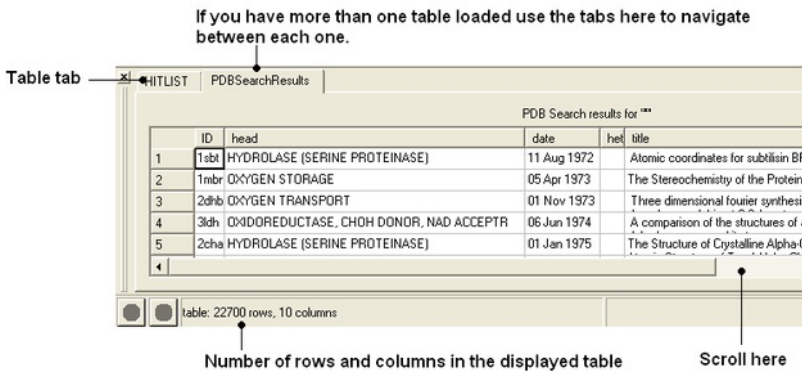 If you have more than one table loaded use the tabs here to navigate
between each one.
Table tab
HITLIST PDBSearchResults
PDB Search results for ""
ID head date het title
1 1sbt HYDROLASE (SERINE PROTEINASE) 11 Aug 1972 Atomic coordinates for subtilisin BP
2 1mbr OXYGEN STORAGE 05 Apr 1973 The Stereochemistry of the Protein
3 2dhb OXYGEN TRANSPORT 01 Nov 1973 Three dimensional fourier synthesi
4 3ldh OXIDOREDUCTASE, CHOH DONOR, NAD ACCEPTR 06 Jun 1974 A comparison of the structures of
5 2cha HYDROLASE (SERINE PROTEINASE) 01 Jan 1975 The Structure of Crystalline Alpha-
table: 22700 rows, 10 columns
Number of rows and columns in the displayed table
Scroll here